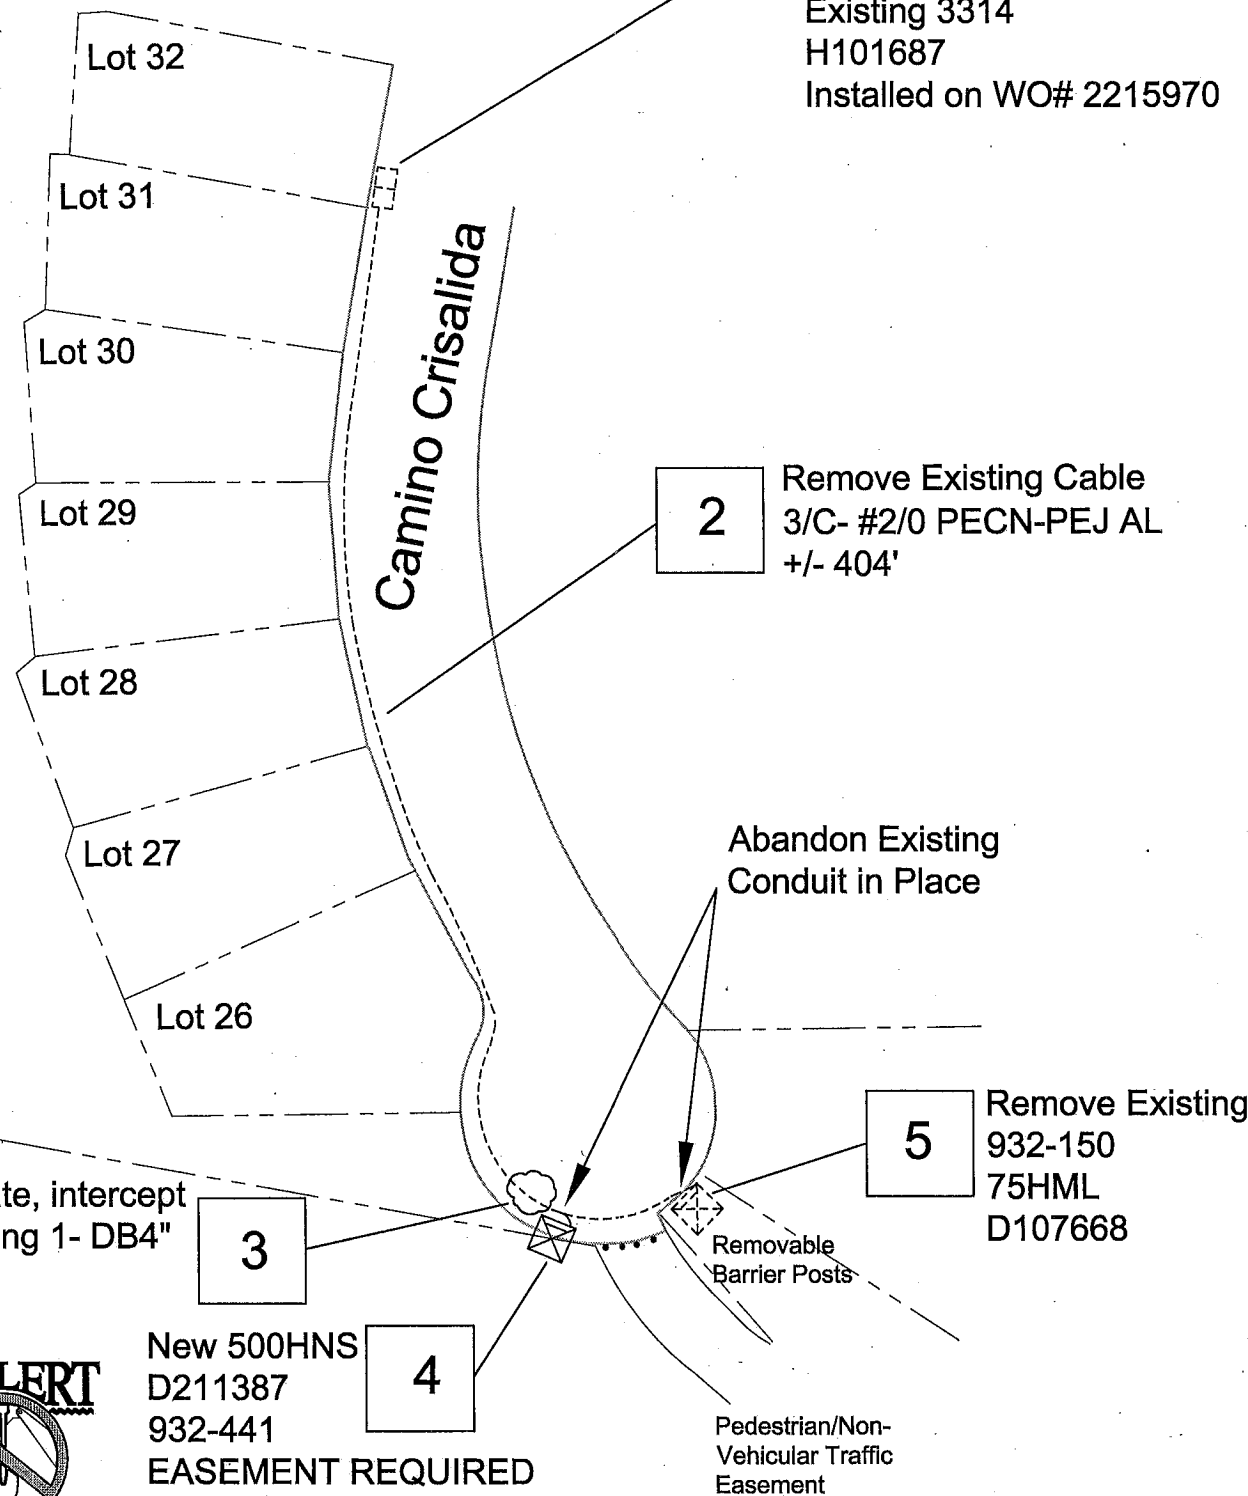 Existing 3314
H101687
Installed on WO# 2215970
Lot 32
Lot 31
Lot 30
Lot 29
Lot 28
Lot 27
Lot 26
Camino Crisalida
2
Remove Existing Cable
3/C- #2/0 PECN-PEJ AL
+/- 404'
Abandon Existing
Conduit in Place
5
Remove Existing
932-150
75HML
D107668
intercept
1- DB4"
3
Removable
Barrier Posts
New 500HNS
D211387
932-441
EASEMENT REQUIRED
4
Pedestrian/Non-
Vehicular Traffic
Easement